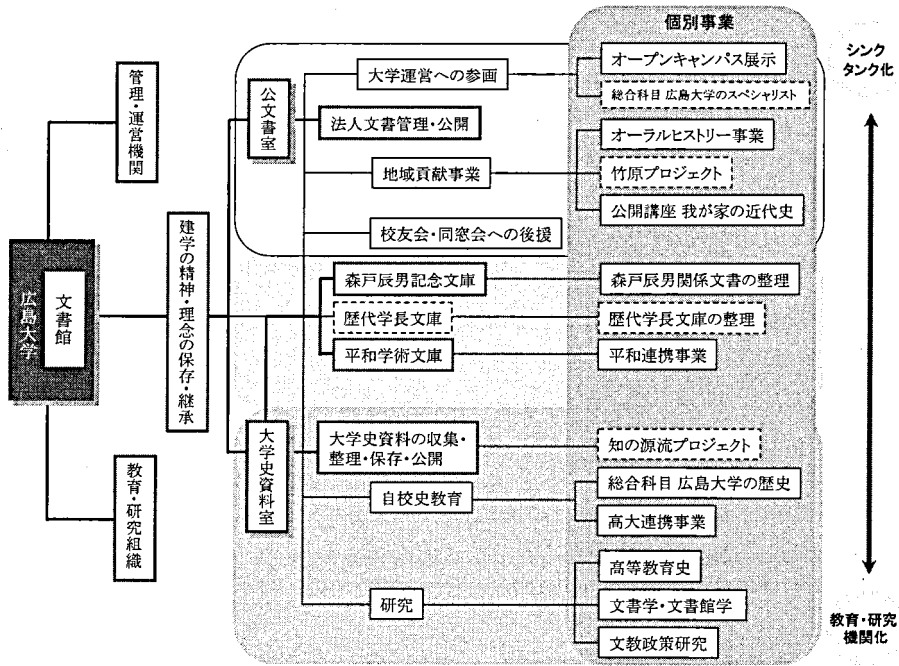 個別事業
シンク
タンク化
管理・運営機関
広島大学
文書館
建学の精神・理念の保存・継承
教育・研究組織
公文書室
大学運営への参画
オープンキャンパス展示
総合科目 広島大学のスペシャリスト
法人文書管理・公開
地域貢献事業
オーラルヒストリー事業
竹原プロジェクト
公開講座 我が家の近代史
校友会・同窓会への後援
森戸辰男記念文庫
森戸辰男関係文書の整理
歴代学長文庫
歴代学長文庫の整理
平和学術文庫
平和連携事業
大学史資料室
大学史資料の収集・
整理・保存・公開
知の源流プロジェクト
自校史教育
総合科目 広島大学の歴史
高大連携事業
研究
高等教育史
文書学・文書館学
文教政策研究
教育・研究
機関化